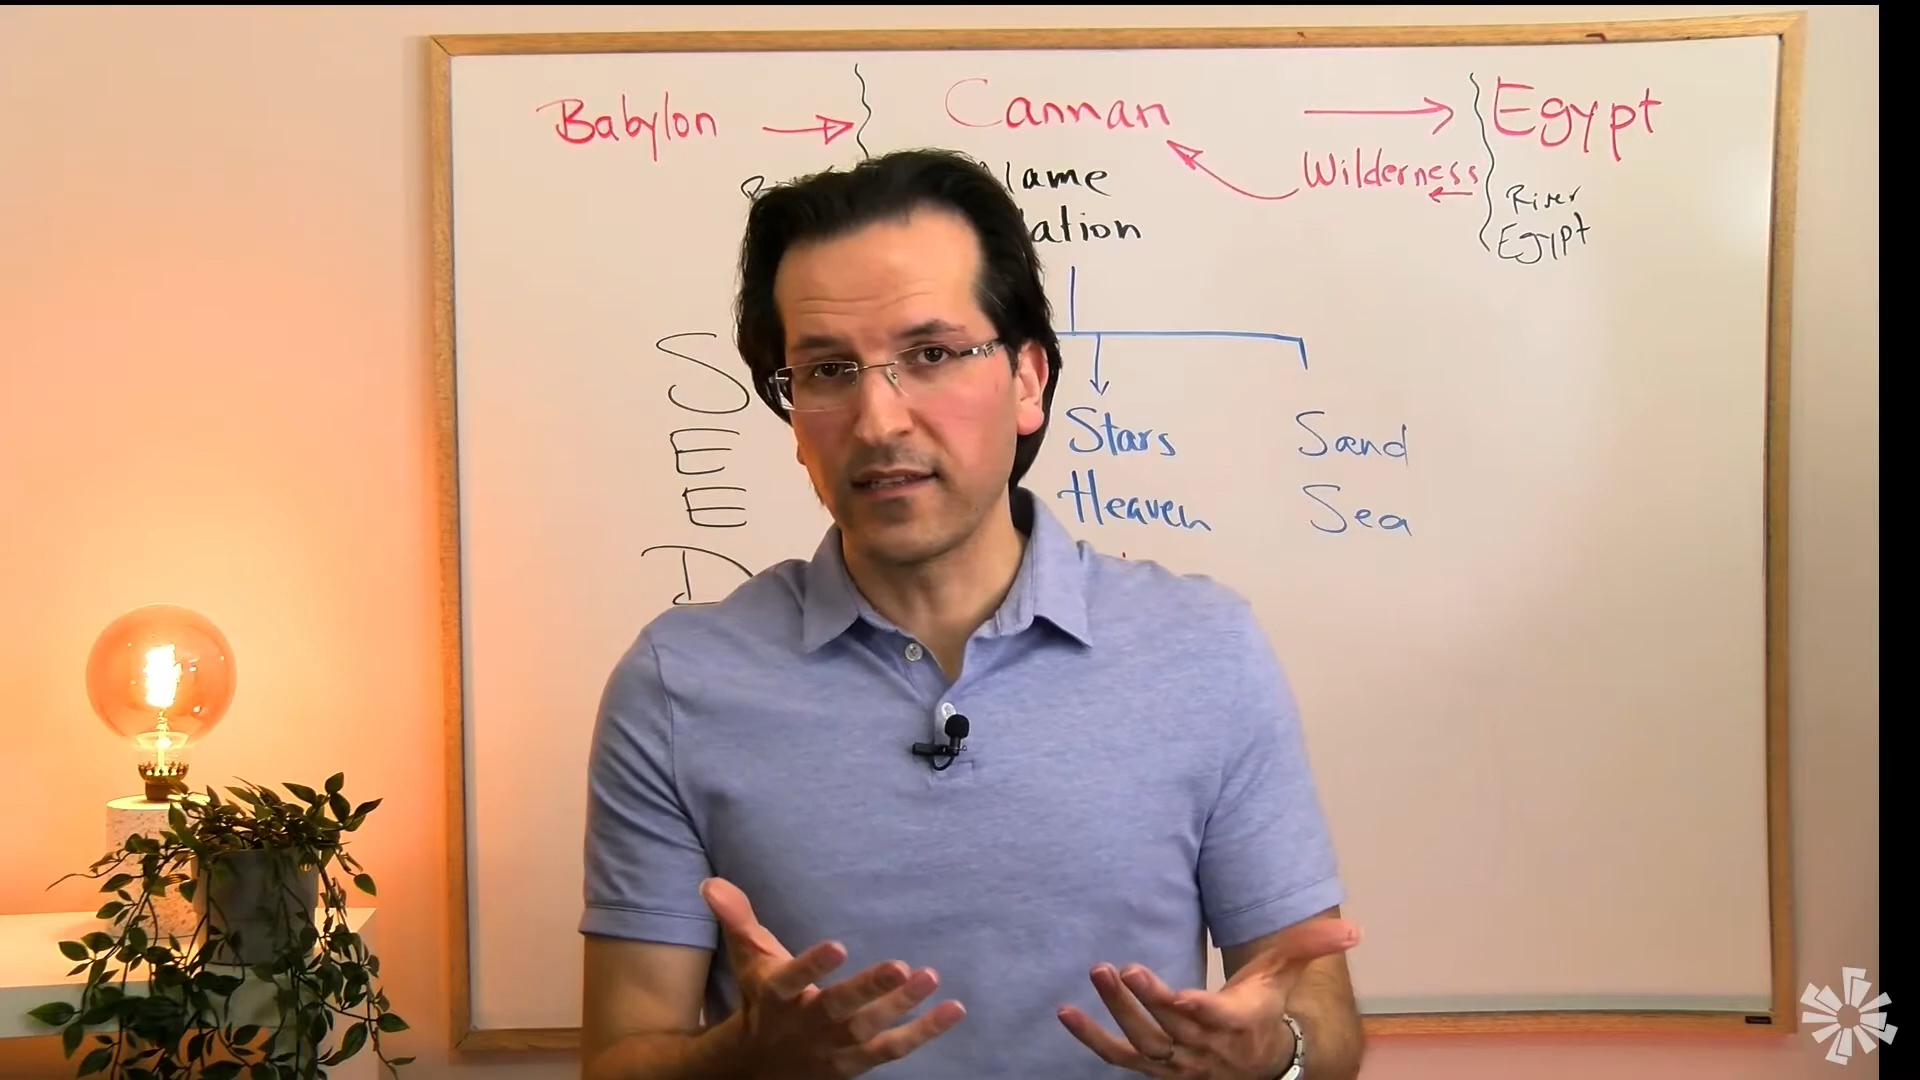 Babylon
Cannan
Egypt
Wilderness
River
Egypt
S
E
E
D
Stars
Heaven
Sand
Sea